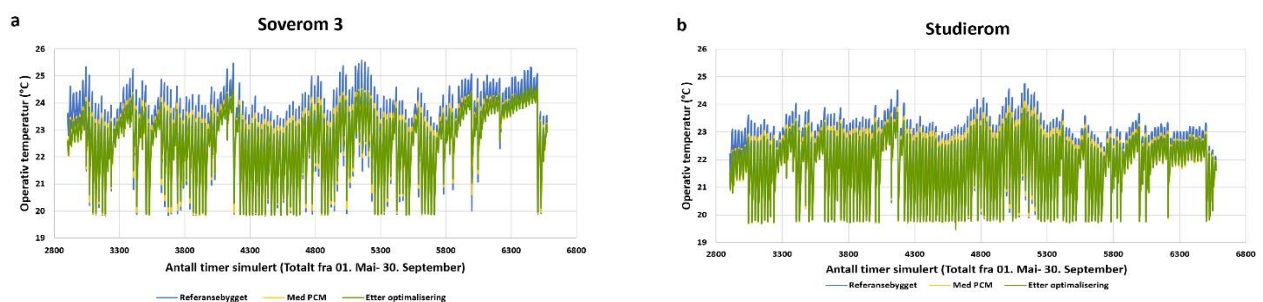 a
Soverom 3
Operativ temperatur (°C )
26
25
24
23
22
21
20
19
2800 3300 3800 4300 4800 5300 5800 6300 6800
Antall timer simulert (Totalt fra 01. Mai- 30. September)
Referansebygget Med PCM Etter optimalisering
b
Studierom
Operativ temperatur (°C )
26
25
24
23
22
21
20
19
2800 3300 3800 4300 4800 5300 5800 6300 6800
Antall timer simulert (Totalt fra 01. Mai- 30. September)
Referansebygget Med PCM Etter optimalisering